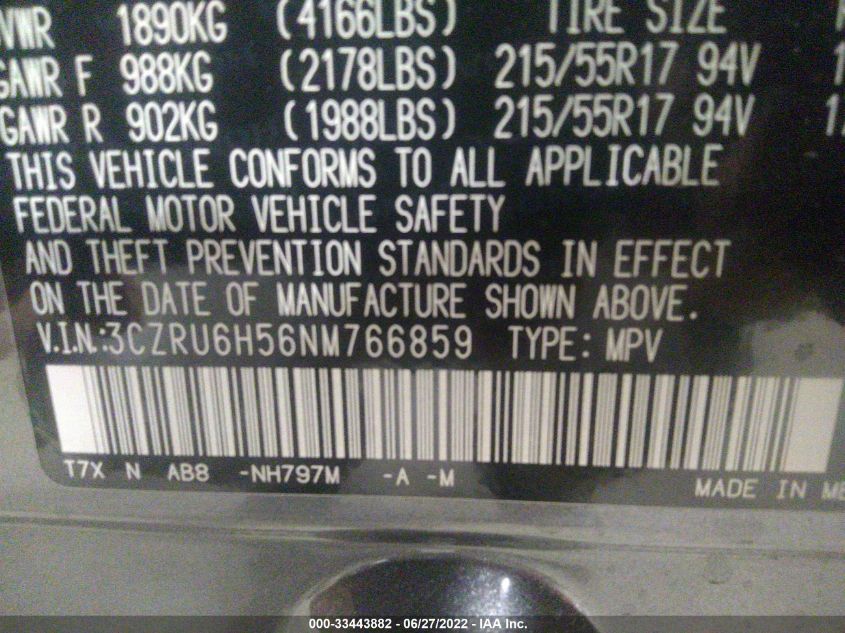 VWR 1890KG (4166LBS) TIRE SIZE
GAWR F 988KG (2178LBS) 215/55R17 94V
GAWR R 902KG (1988LBS) 215/55R17 94V
THIS VEHICLE CONFORMS TO ALL APPLICABLE
FEDERAL MOTOR VEHICLE SAFETY
AND THEFT PREVENTION STANDARDS IN EFFECT
ON THE DATE OF MANUFACTURE SHOWN ABOVE.
V.I.N.:3CZRU6H56NM766859 TYPE: MPV
T7X N AB8 -NH797M -A -M
MADE IN ME
000-33443882 - 06/27/2022 - IAA Inc.